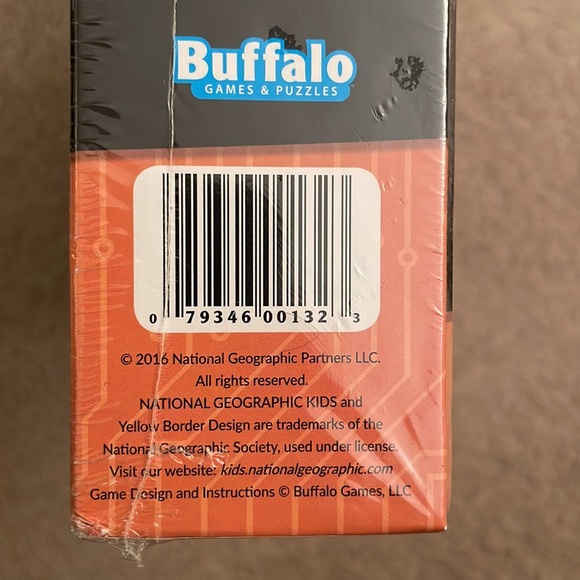 Buffalo
GAMES & PUZZLES
0 79346 00132 3
© 2016 National Geographic Partners LLC.
All rights reserved.
NATIONAL GEOGRAPHIC KIDS and
Yellow Border Design are trademarks of the
National Geographic Society, used under license.
Visit our website: kids.nationalgeographic.com
Game Design and Instructions © Buffalo Games, LLC